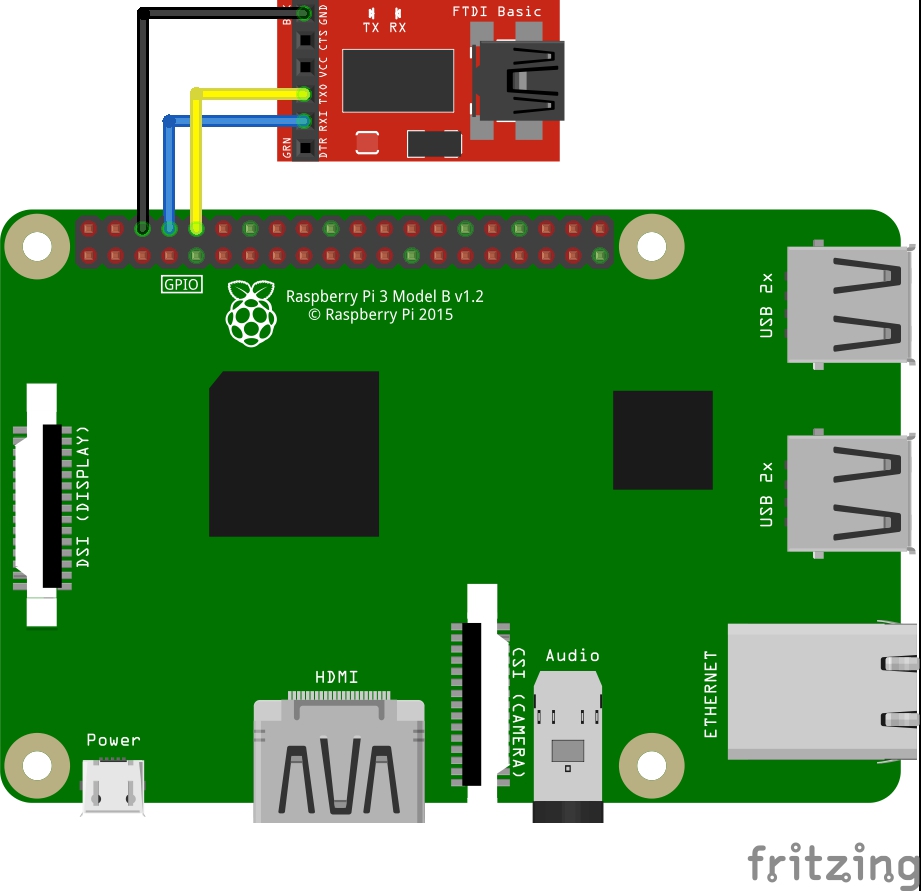 FTDI Basic
TX RX
GND
CTS
VCC
TXO
RXI
DTR
GRN
GPIO
Raspberry Pi 3 Model B v1.2
© Raspberry Pi 2015
USB 2x
USB 2x
DSI (DISPLAY)
CSI (CAMERA)
Audio
ETHERNET
HDMI
Power
fritzing